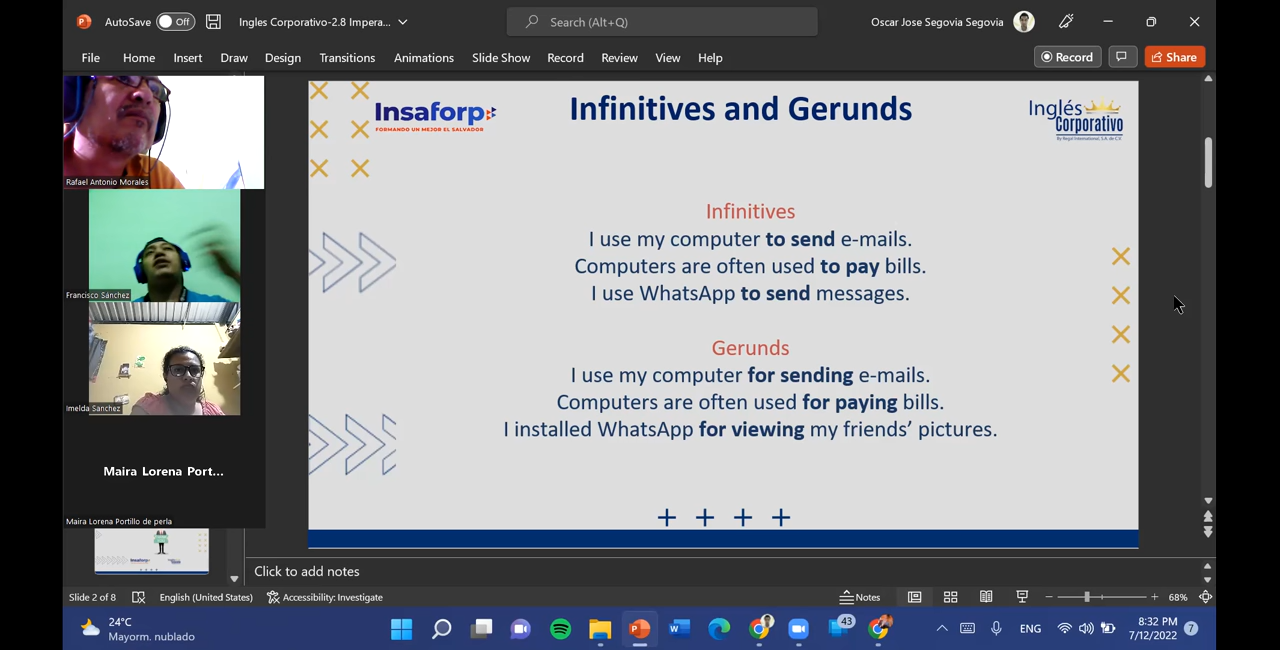 AutoSave Off Ingles Corporativo-2.8 Impera... Search (Alt+Q) Oscar Jose Segovia Segovia
File Home Insert Draw Design Transitions Animations Slide Show Record Review View Help Record Share
Insaforp
FORMANDO UN MEJOR EL SALVADOR
Infinitives and Gerunds
Inglés
Corporativo
By Regal International, S.A. de C.V.
Rafael Antonio Morales
Francisco Sánchez
Imelda Sanchez
Maira Lorena Port...
Maira Lorena Portillo de perla
Infinitives
I use my computer to send e-mails.
Computers are often used to pay bills.
I use WhatsApp to send messages.
Gerunds
I use my computer for sending e-mails.
Computers are often used for paying bills.
I installed WhatsApp for viewing my friends’ pictures.
Click to add notes
Slide 2 of 8 English (United States) Accessibility: Investigate Notes 68%
24°C
Mayorm. nublado
43
ENG
8:32 PM
7/12/2022
7